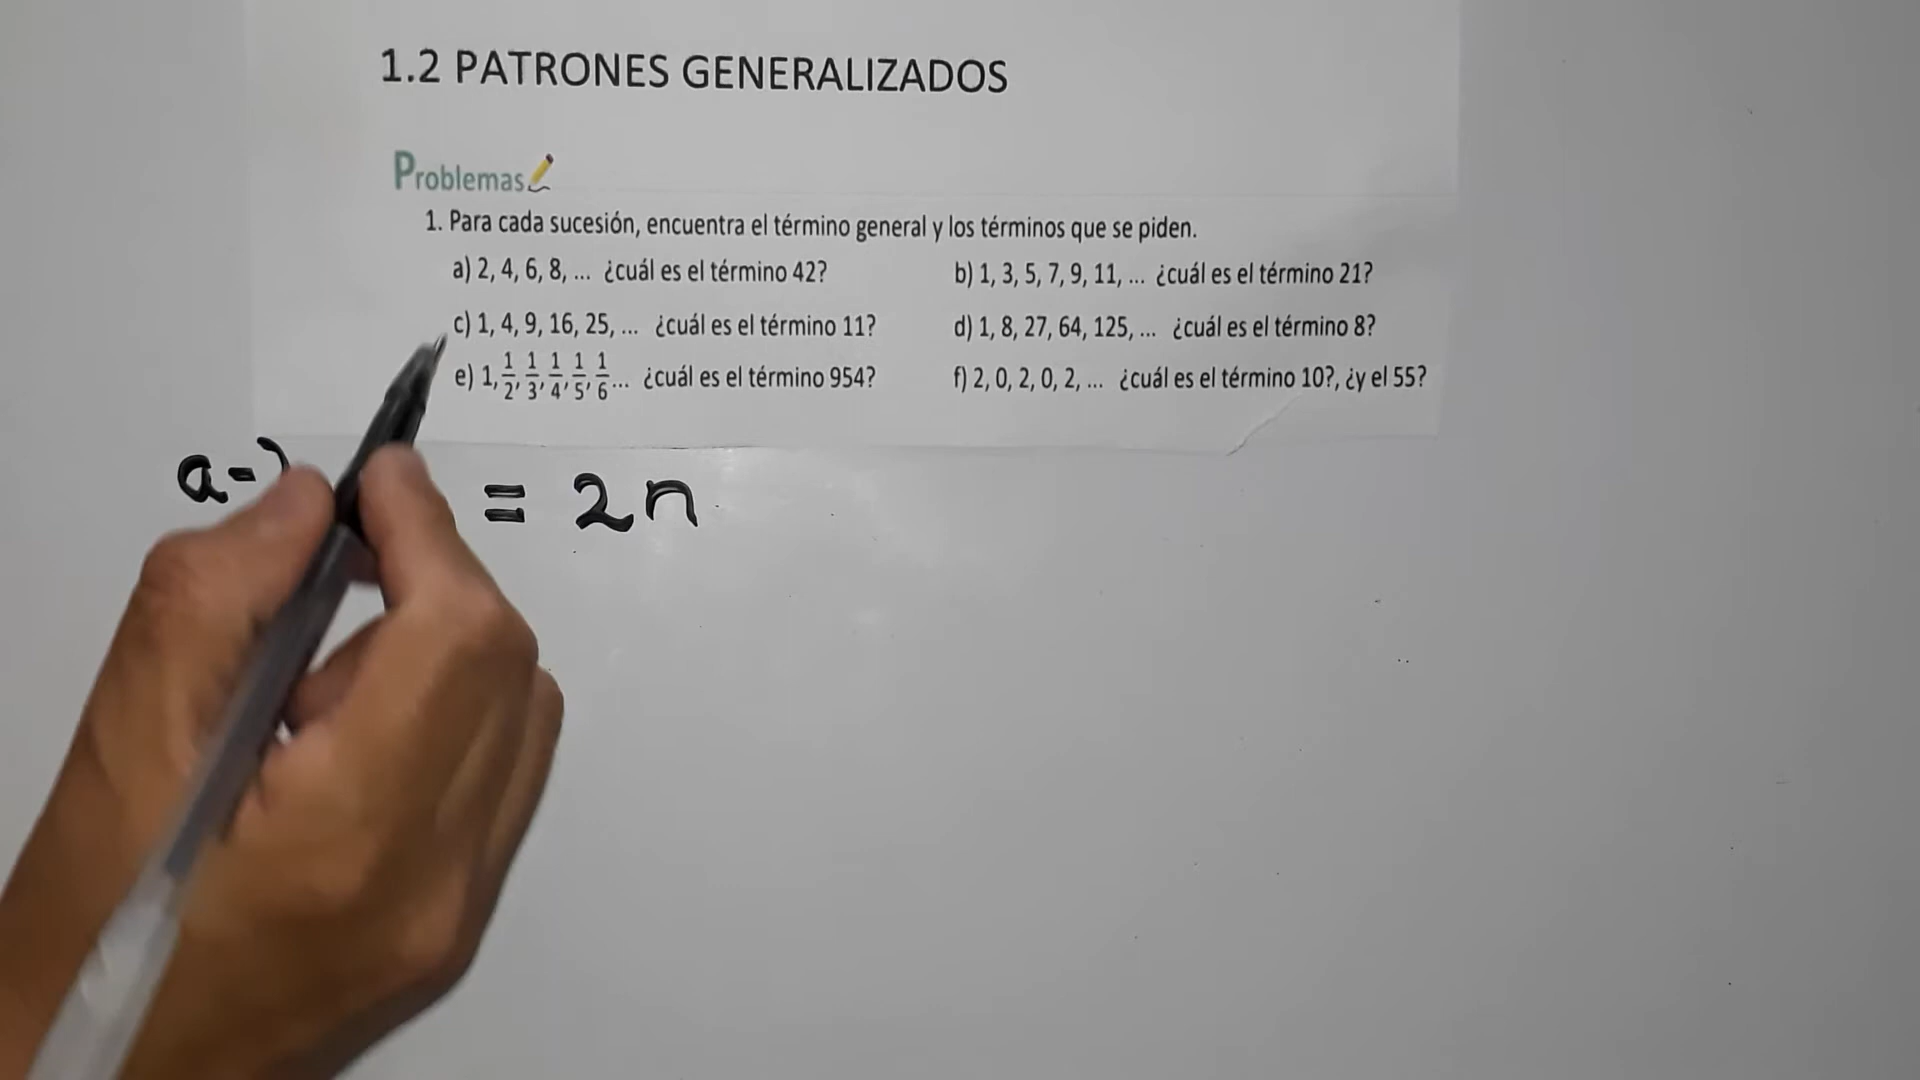 1.2 PATRONES GENERALIZADOS
Problemas
1. Para cada sucesión, encuentra el término general y los términos que se piden.
a) 2, 4, 6, 8, ... ¿cuál es el término 42?
b) 1, 3, 5, 7, 9, 11, ... ¿cuál es el término 21?
c) 1, 4, 9, 16, 25, ... ¿cuál es el término 11?
d) 1, 8, 27, 64, 125, ... ¿cuál es el término 8?
e) 1, 1/2, 1/3, 1/4, 1/5, 1/6... ¿cuál es el término 954?
f) 2, 0, 2, 0, 2, ... ¿cuál es el término 10?, ¿y el 55?
a-) = 2n